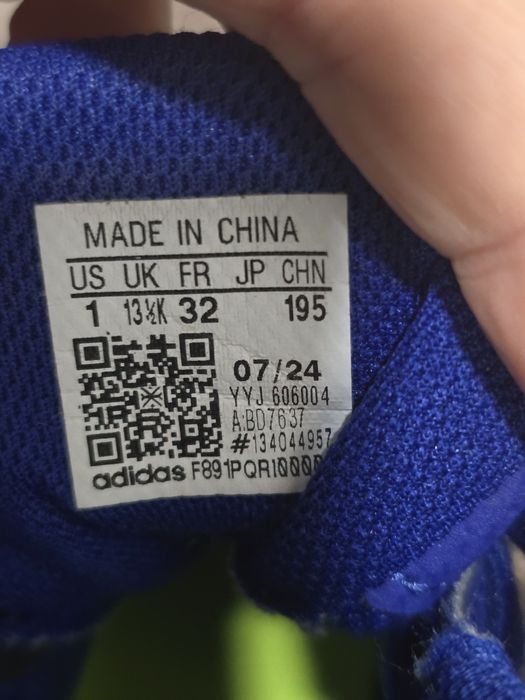 MADE IN CHINA
US UK FR JP CHN
1 13½K 32 195
07/24
YYJ 606004
A:BD7637
#134044957
adidas F891PQRI0000